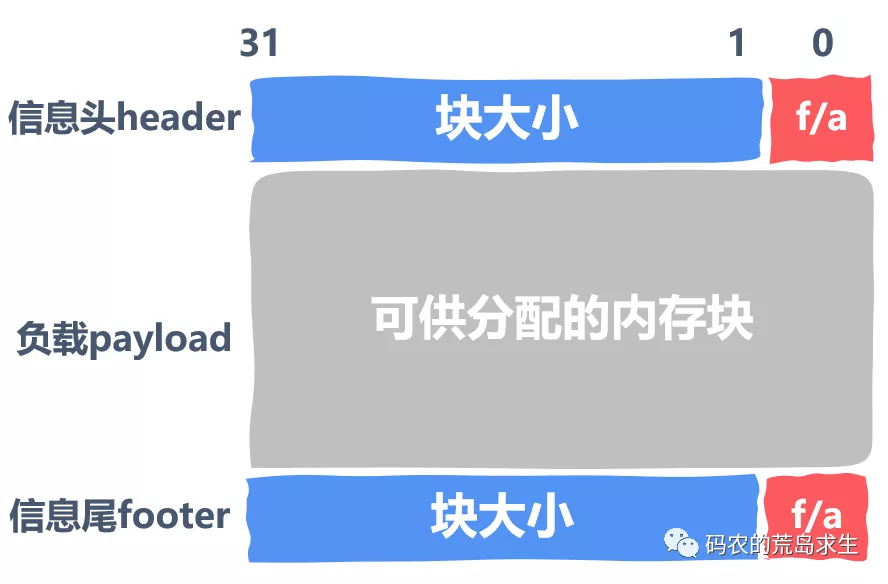 31 1 0
信息头header 块大小 f/a
负载payload 可供分配的内存块
信息尾footer 块大小 f/a
码农的荒岛求生